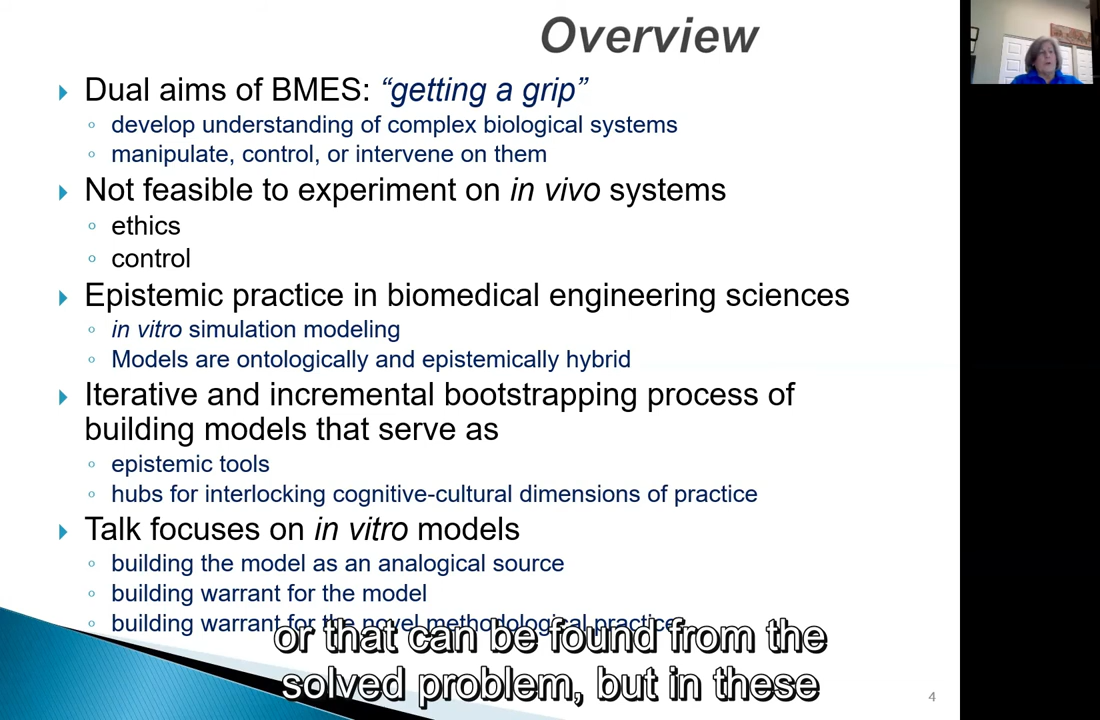 Overview
Dual aims of BMES: “getting a grip”
develop understanding of complex biological systems
manipulate, control, or intervene on them
Not feasible to experiment on in vivo systems
ethics
control
Epistemic practice in biomedical engineering sciences
in vitro simulation modeling
Models are ontologically and epistemically hybrid
Iterative and incremental bootstrapping process of
building models that serve as
epistemic tools
hubs for interlocking cognitive-cultural dimensions of practice
Talk focuses on in vitro models
building the model as an analogical source
building warrant for the model
building warrant for the novel methodological practice
or that can be found from the
solved problem, but in these
4